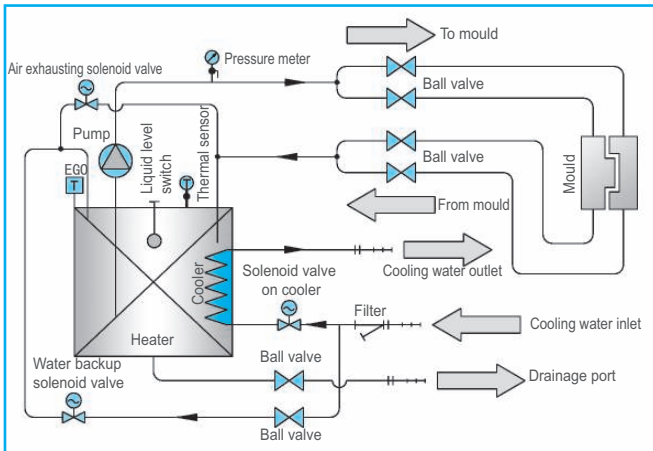 To mould
Pressure meter
Air exhausting solenoid valve
Ball valve
Pump
Liquid level
switch
Thermal sensor
EGO
T
Ball valve
Mould
From mould
Cooling water outlet
Cooler
Solenoid valve
on cooler
Filter
Cooling water inlet
Heater
Ball valve
Water backup
solenoid valve
Drainage port
Ball valve